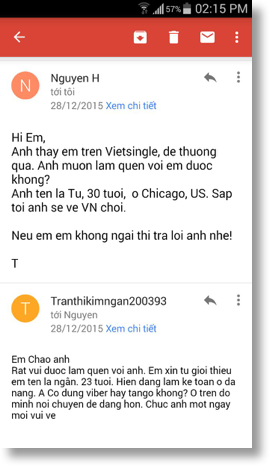 57% 02:15 PM
N
Nguyen H
tới tôi
28/12/2015 Xem chi tiết
Hi Em,
Anh thay em tren Vietsingle, de thuong
qua. Anh muon lam quen voi em duoc
khong?
Anh ten la Tu, 30 tuoi,  o Chicago, US. Sap
toi anh se ve VN choi.
Neu em em khong ngai thi tra loi anh nhe!
T
T
Tranthikimngan200393
tới Nguyen
28/12/2015 Xem chi tiết
Em Chao anh
Rat vui duoc lam quen voi anh. Em xin tu gioi thieu
em ten la ngân. 23 tuoi. Hien dang lam ke toan o da
nang. A Co dung viber hay tango khong? O tren do
minh noi chuyen de dang hon. Chuc anh mot ngay
moi vui ve